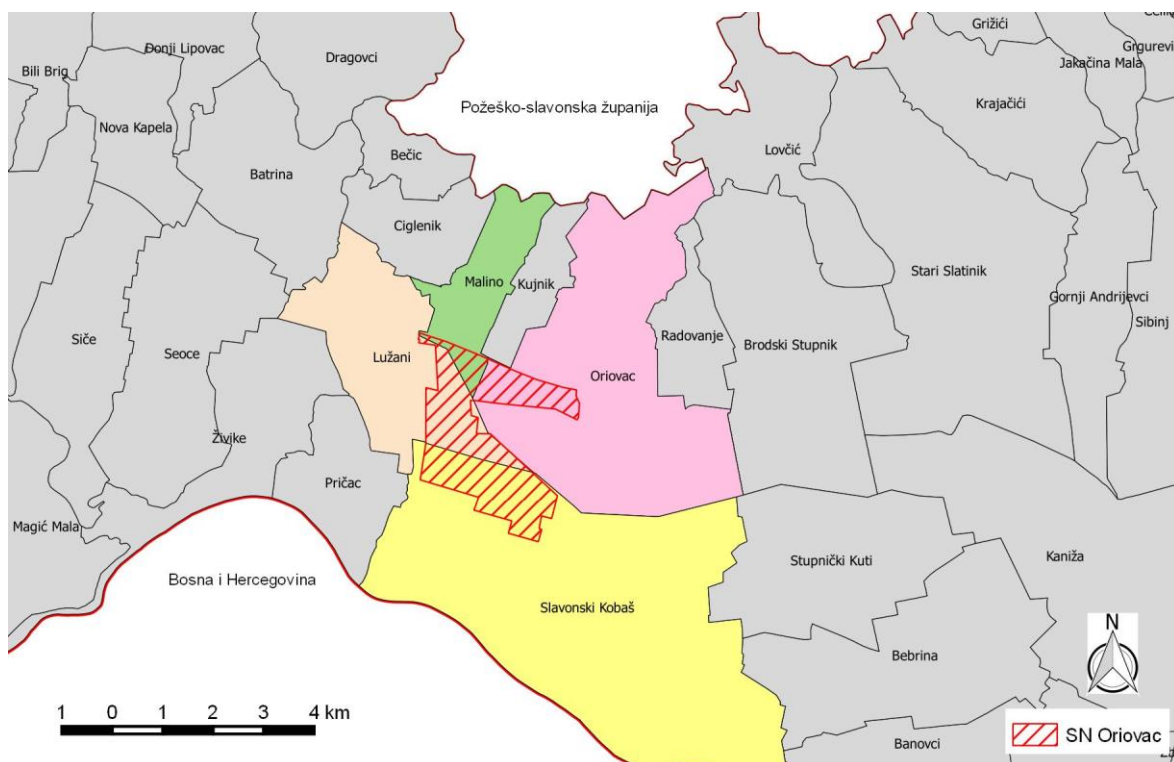 Grižići
Donji Lipovac
Dragovci
Grgurevi
Bili Brig
Jakačina Mala
Požeško-slavonska županija
Krajačići
Nova Kapela
Bečic
Lovčić
Batrina
Ciglenik
Malino
Kujnik
Stari Slatinik
Gornji Andrijevci
Sibinj
Siče
Seoce
Lužani
Radovanje
Brodski Stupnik
Oriovac
Živike
Pričac
Magić Mala
Stupnički Kuti
Kaniža
Bosna i Hercegovina
Slavonski Kobaš
N
Bebrina
1 0 1 2 3 4 km
SN Oriovac
Banovci